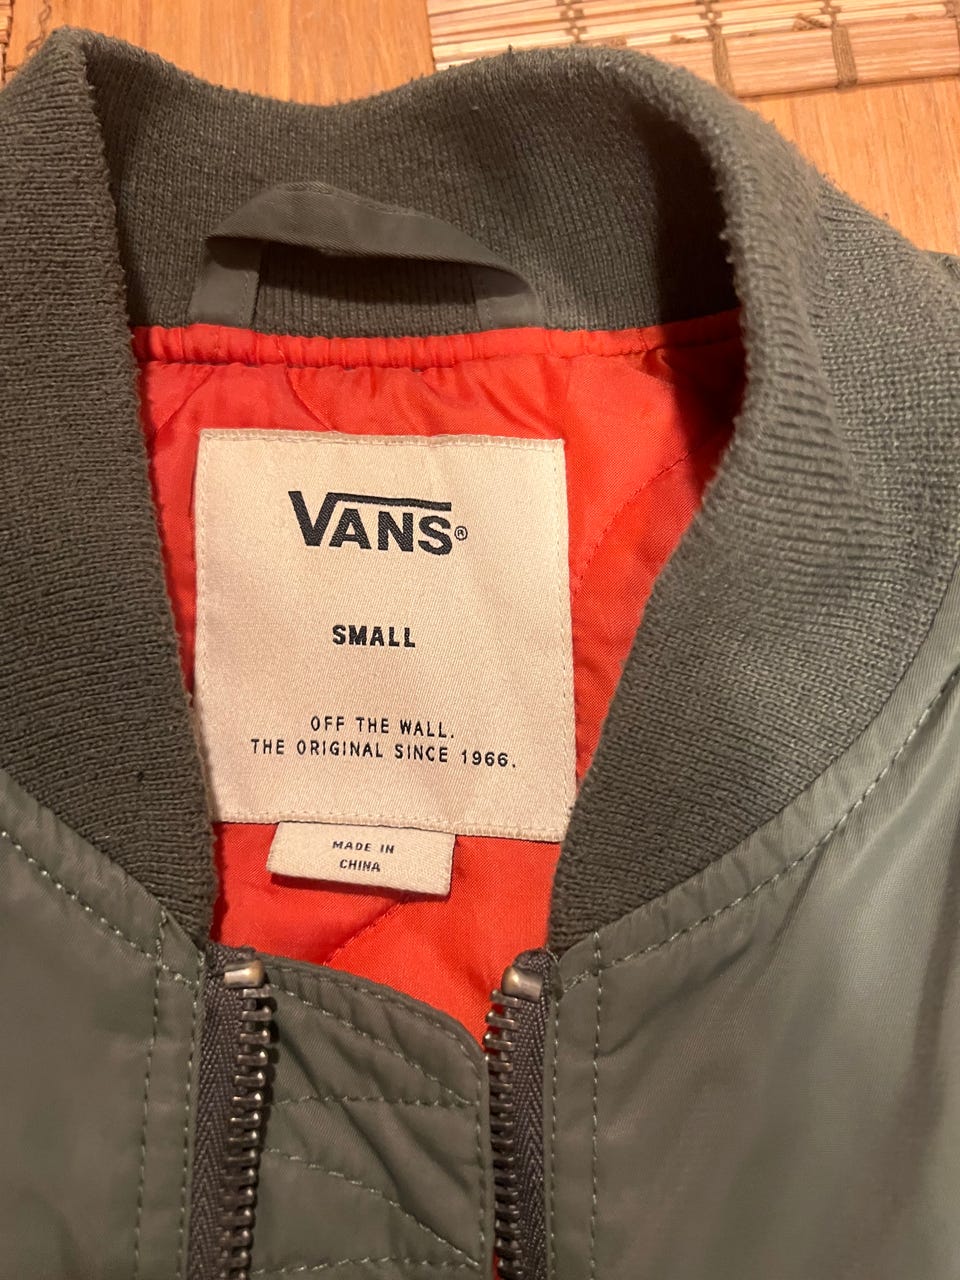 VANS®
SMALL
OFF THE WALL.
THE ORIGINAL SINCE 1966.
MADE IN
CHINA